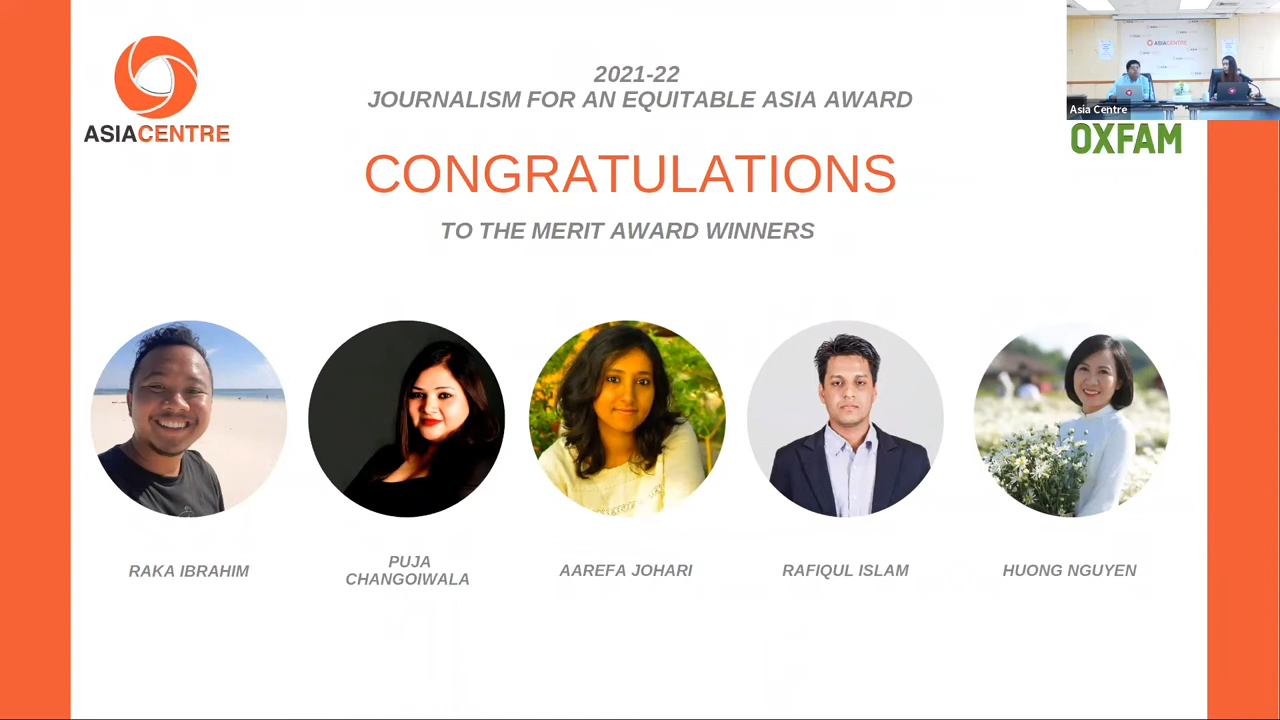 2021-22
JOURNALISM FOR AN EQUITABLE ASIA AWARD
ASIACENTRE
ASIACENTRE
Asia Centre
OXFAM
CONGRATULATIONS
TO THE MERIT AWARD WINNERS
RAKA IBRAHIM
PUJA
CHANGOIWALA
AAREFA JOHARI
RAFIQUL ISLAM
HUONG NGUYEN